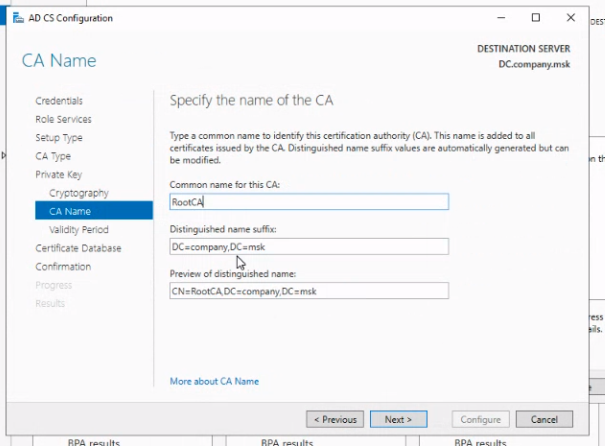 AD CS Configuration
CA Name
DESTINATION SERVER
DC.company.msk
Credentials
Role Services
Setup Type
CA Type
Private Key
Cryptography
CA Name
Validity Period
Certificate Database
Confirmation
Progress
Results
Specify the name of the CA
Type a common name to identify this certification authority (CA). This name is added to all
certificates issued by the CA. Distinguished name suffix values are automatically generated but can
be modified.
Common name for this CA:
RootCA
Distinguished name suffix:
DC=company,DC=msk
Preview of distinguished name:
CN=RootCA,DC=company,DC=msk
More about CA Name
< Previous
Next >
Configure
Cancel
BPA results
BPA results
BPA results